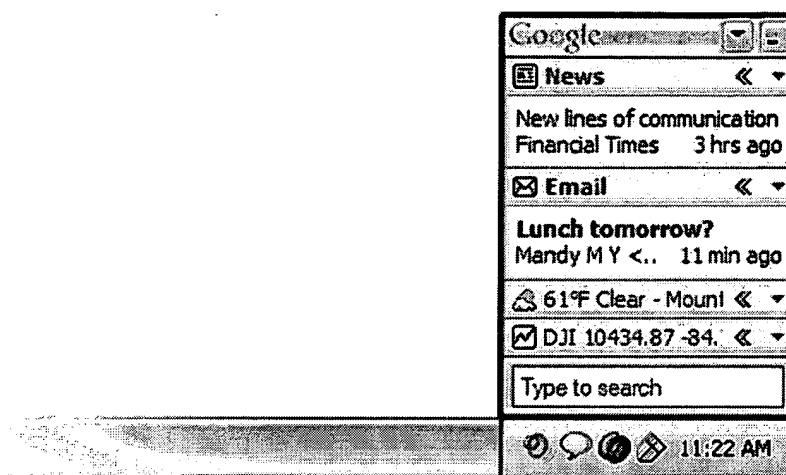 Google
News
New lines of communication
Financial Times 3 hrs ago
Email
Lunch tomorrow?
Mandy M Y <.. 11 min ago
61°F Clear - Mount
DJI 10434.87 -84.
Type to search
11:22 AM